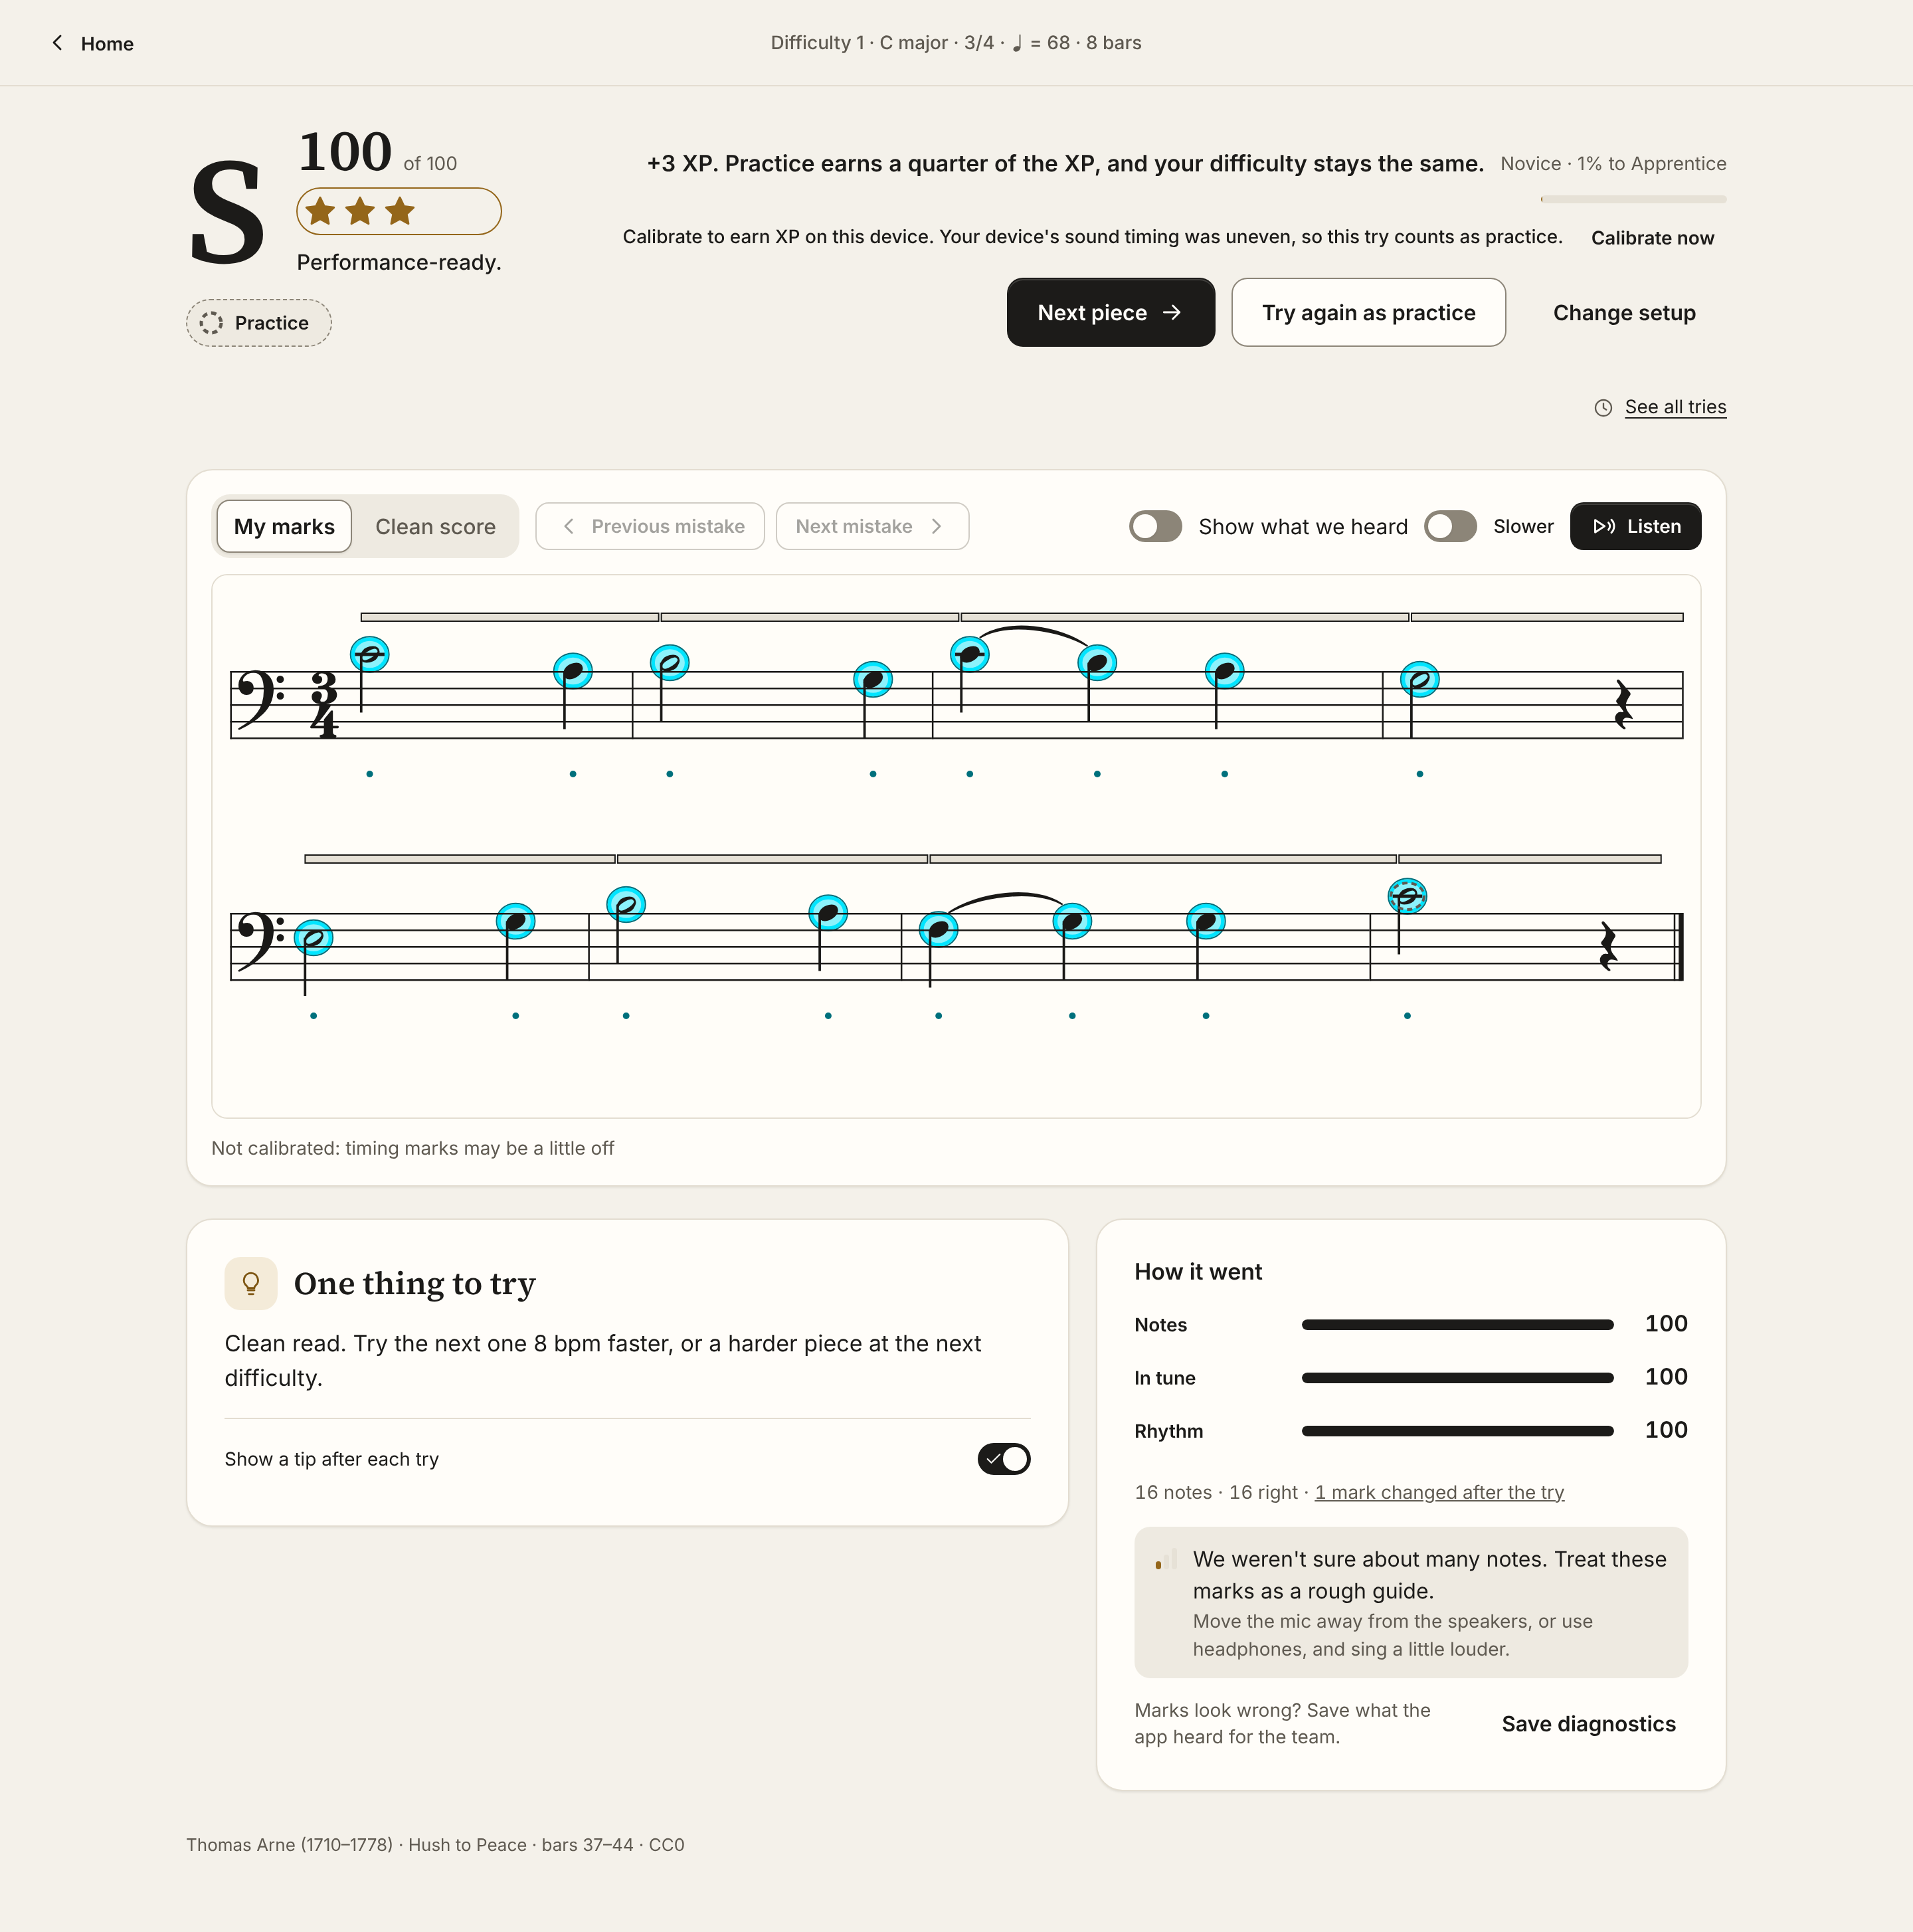 Home
Difficulty 1 · C major · 3/4 · ♩ = 68 · 8 bars
S
100 of 100
Performance-ready.
Practice
+3 XP. Practice earns a quarter of the XP, and your difficulty stays the same.
Novice · 1% to Apprentice
Calibrate to earn XP on this device. Your device's sound timing was uneven, so this try counts as practice.
Calibrate now
Next piece
Try again as practice
Change setup
See all tries
My marks
Clean score
Previous mistake
Next mistake
Show what we heard
Slower
Listen
3
4
Not calibrated: timing marks may be a little off
One thing to try
Clean read. Try the next one 8 bpm faster, or a harder piece at the next
difficulty.
Show a tip after each try
How it went
Notes 100
In tune 100
Rhythm 100
16 notes · 16 right · 1 mark changed after the try
We weren't sure about many notes. Treat these
marks as a rough guide.
Move the mic away from the speakers, or use
headphones, and sing a little louder.
Marks look wrong? Save what the
app heard for the team.
Save diagnostics
Thomas Arne (1710–1778) · Hush to Peace · bars 37–44 · CC0